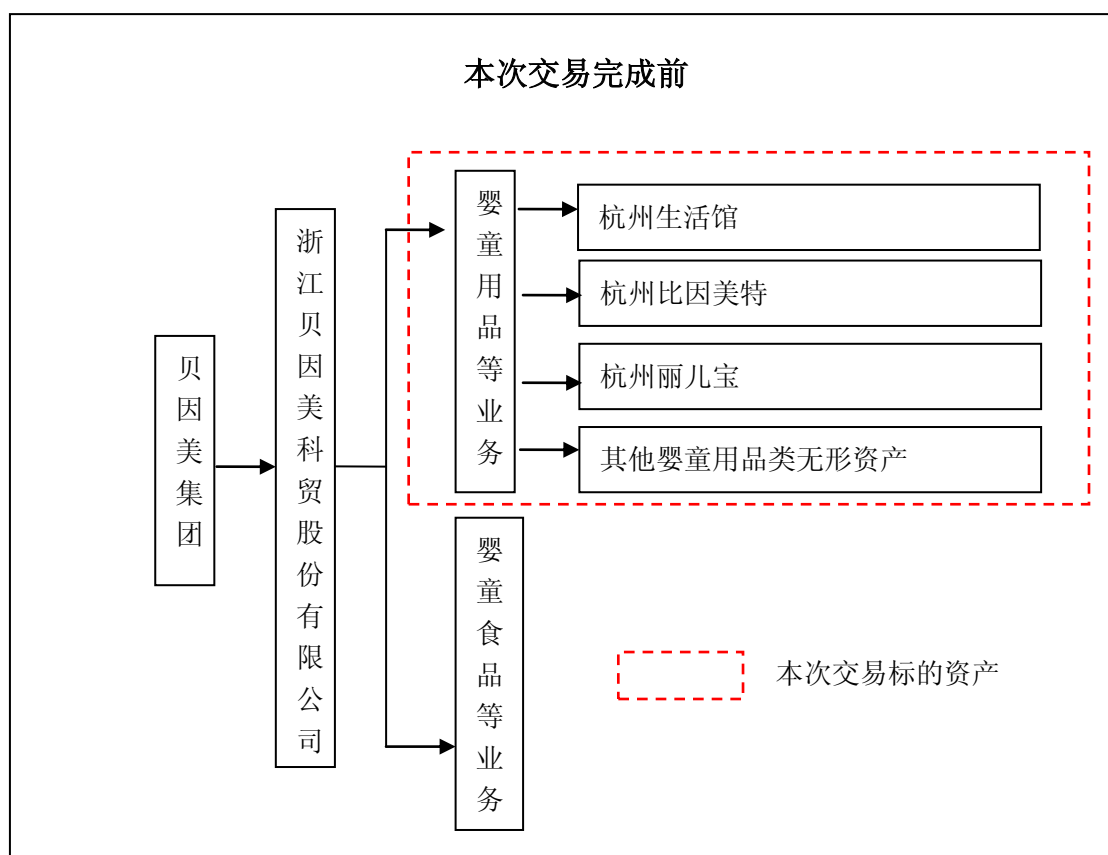 本次交易完成前
贝因美集团
浙江贝因美科贸股份有限公司
婴童用品等业务
杭州生活馆
杭州比因美特
杭州丽儿宝
其他婴童用品类无形资产
婴童食品等业务
本次交易标的资产